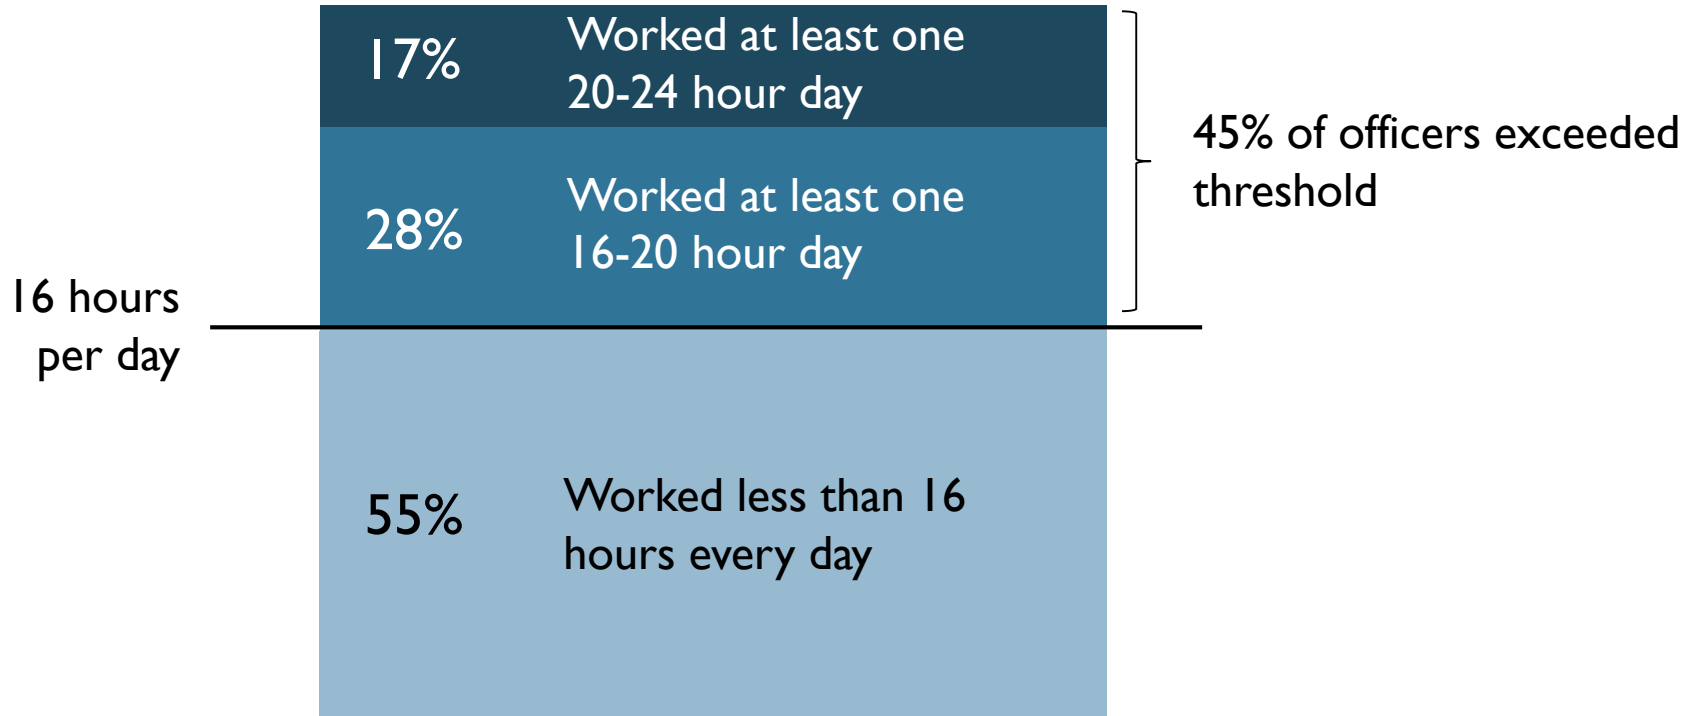 17%
Worked at least one
20-24 hour day
45% of officers exceeded
threshold
28%
Worked at least one
16-20 hour day
16 hours
per day
55%
Worked less than 16
hours every day